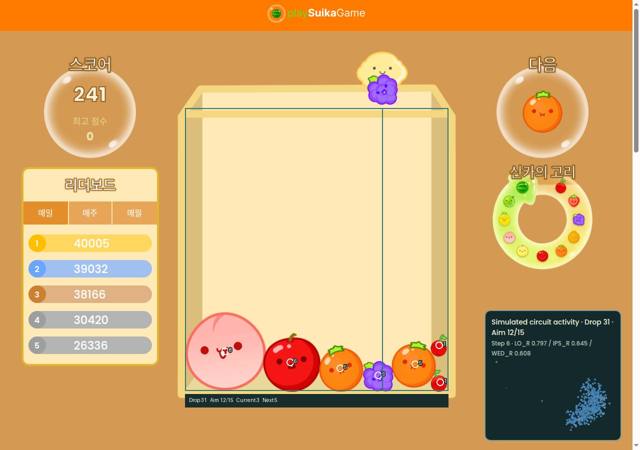 playSuikaGame
스코어
241
최고 점수
0
리더보드
매일
매주
매월
1 40005
2 39032
3 38166
4 30420
5 26336
다음
신카의 고리
Simulated circuit activity · Drop 31 · Aim 12/15
Step 6 · LO_R 0.797 / IPS_R 0.645 /
WED_R 0.608
Drop31 Aim 12/15 Current3 Next5